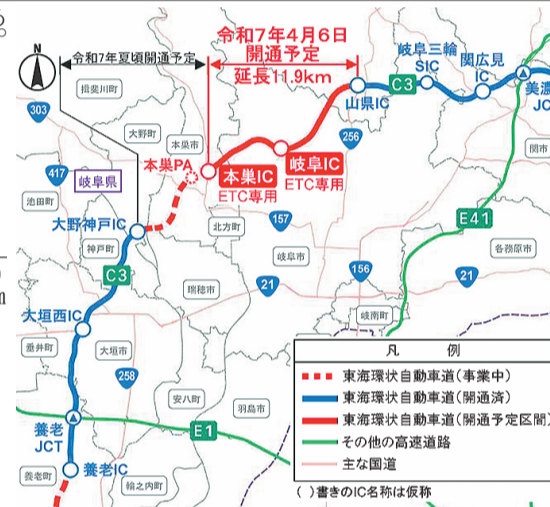 る。
N
令和7年夏頃開通予定
令和7年4月6日
開通予定
延長11.9km
岐阜三輪
SIC
関広見
IC
山県IC
C3
美濃
JC
揖斐川町
303
大野町
本巣市
本巣PA
本巣IC
ETC専用
岐阜IC
ETC専用
256
関市
417
岐阜県
池田町
大野神戸IC
北方町
157
E41
神戸町
岐阜市
各務原市
C3
瑞穂市
21
156
21
岐南町
大垣西IC
垂井町
大垣市
258
安八町
羽島市
養老
JCT
E1
養老IC
養老町
輪之内町
m
凡 例
東海環状自動車道(事業中)
東海環状自動車道(開通済)
東海環状自動車道(開通予定区間)
その他の高速道路
主な国道
( )書きのIC名称は仮称